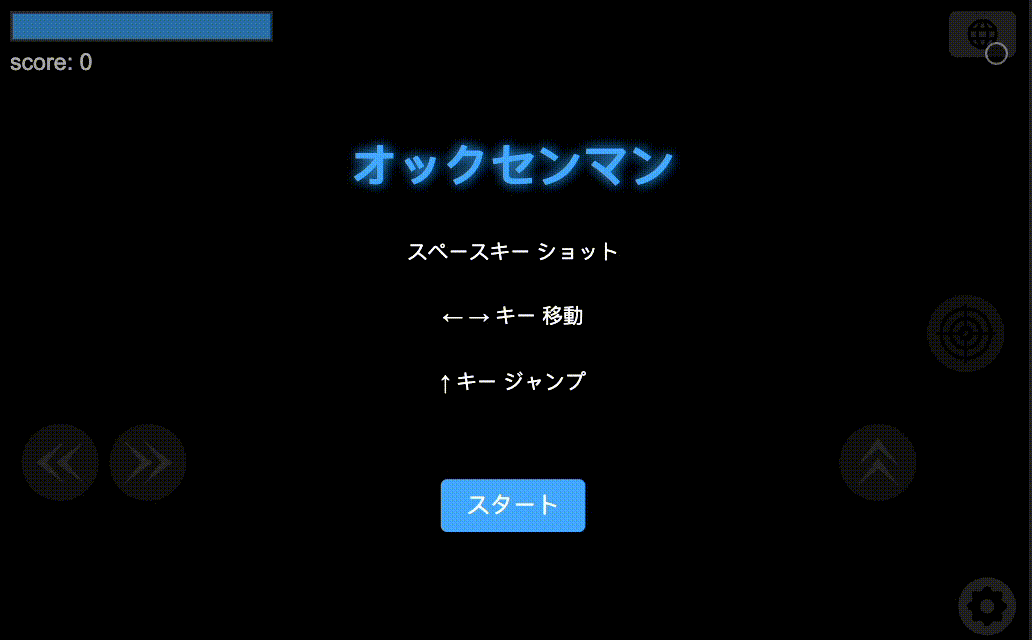 score: 0
オックセンマン
スペースキー ショット
←→キー 移動
↑キー ジャンプ
スタート